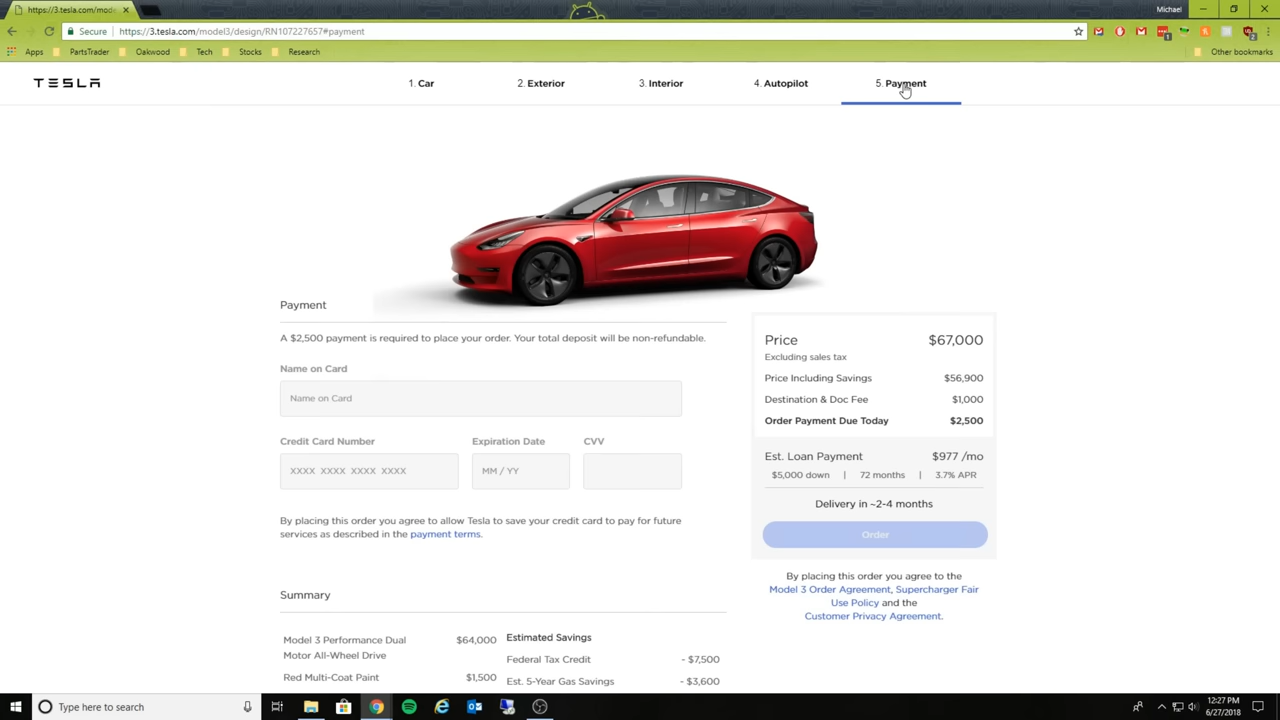 https://3.tesla.com/mode
Michael
Secure https://3.tesla.com/model3/design/RN107227657#payment
Apps PartsTrader Oakwood Tech Stocks Research Other bookmarks
TESLA 1. Car 2. Exterior 3. Interior 4. Autopilot 5. Payment
Payment
A $2,500 payment is required to place your order. Your total deposit will be non-refundable.
Name on Card
Name on Card
Credit Card Number Expiration Date CVV
XXXX XXXX XXXX XXXX MM / YY
By placing this order you agree to allow Tesla to save your credit card to pay for future
services as described in the payment terms.
Summary
Model 3 Performance Dual $64,000
Motor All-Wheel Drive
Red Multi-Coat Paint $1,500
Estimated Savings
Federal Tax Credit - $7,500
Est. 5-Year Gas Savings - $3,600
Price $67,000
Excluding sales tax
Price Including Savings $56,900
Destination & Doc Fee $1,000
Order Payment Due Today $2,500
Est. Loan Payment $977 /mo
$5,000 down | 72 months | 3.7% APR
Delivery in ~2-4 months
Order
By placing this order you agree to the
Model 3 Order Agreement, Supercharger Fair
Use Policy and the
Customer Privacy Agreement.
Type here to search
12:27 PM
6/27/2018